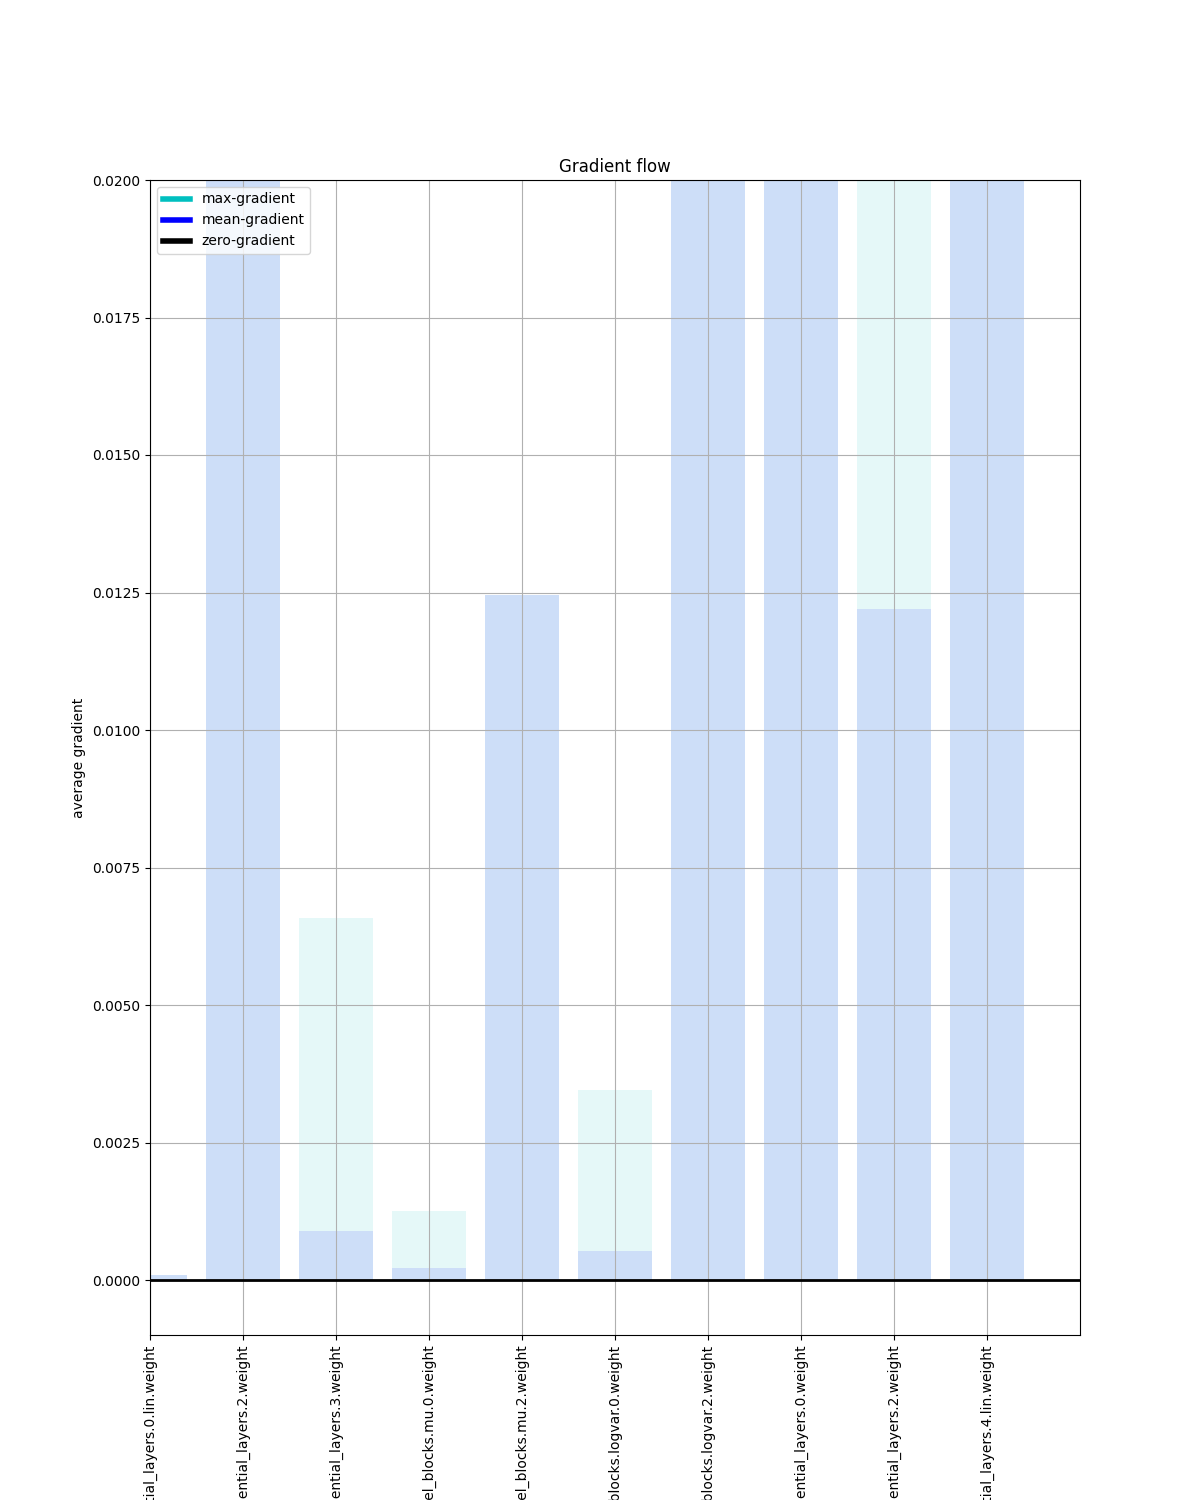 Gradient flow
max-gradient
mean-gradient
zero-gradient
0.0200
0.0175
0.0150
0.0125
0.0100
0.0075
0.0050
0.0025
0.0000
average gradient
tial_layers.0.lin.weight
ential_layers.2.weight
ential_layers.3.weight
el_blocks.mu.0.weight
el_blocks.mu.2.weight
blocks.logvar.0.weight
blocks.logvar.2.weight
ential_layers.0.weight
ential_layers.2.weight
tial_layers.4.lin.weight